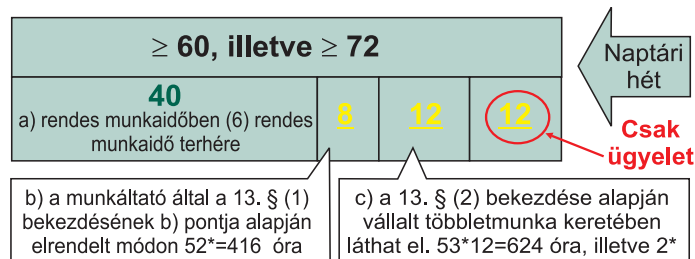 ≥ 60, illetve ≥ 72
Naptári
hét
40
a) rendes munkaidőben (6) rendes
munkaidő terhére
8
12
12
Csak
ügyelet
b) a munkáltató által a 13. § (1)
bekezdésének b) pontja alapján
elrendelt módon 52*=416 óra
c) a 13. § (2) bekezdése alapján
vállalt többletmunka keretében
láthat el. 53*12=624 óra, illetve 2*